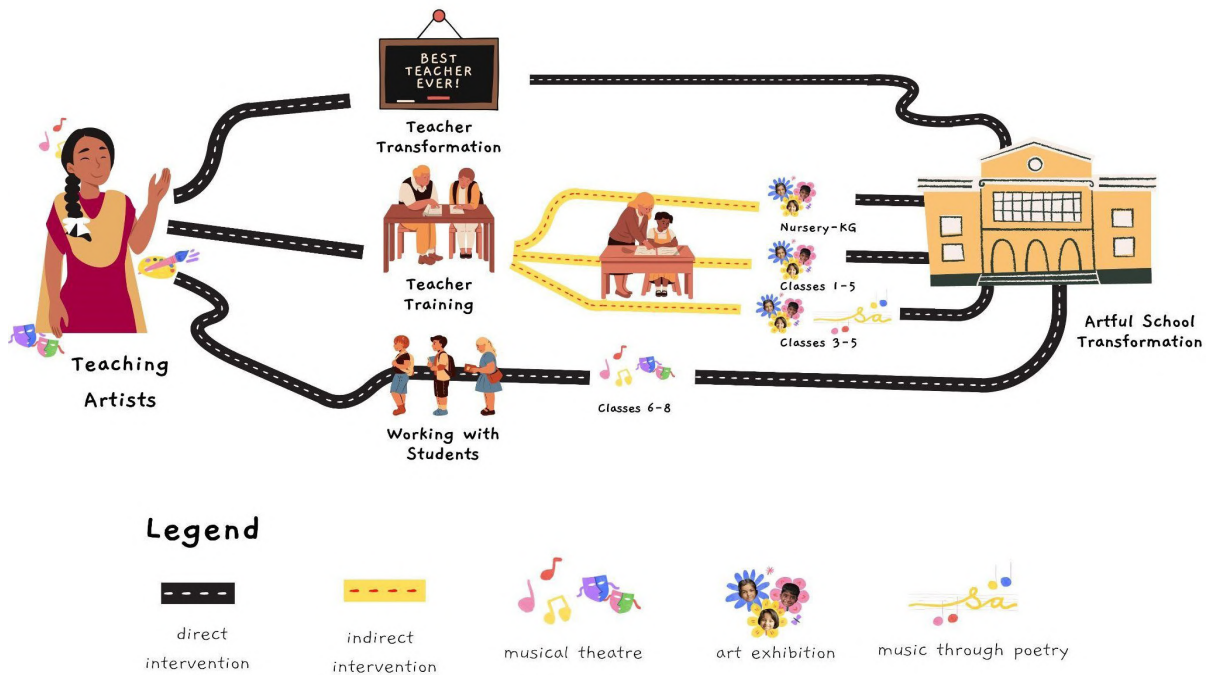 BEST
TEACHER
EVER!
Teacher
Transformation
Teaching
Artists
Teacher
Training
Nursery-KG
Classes 1-5
sa
Classes 3-5
Working with
Students
Classes 6-8
Artful School
Transformation
Legend
direct
intervention
indirect
intervention
musical theatre
art exhibition
sa
music through poetry